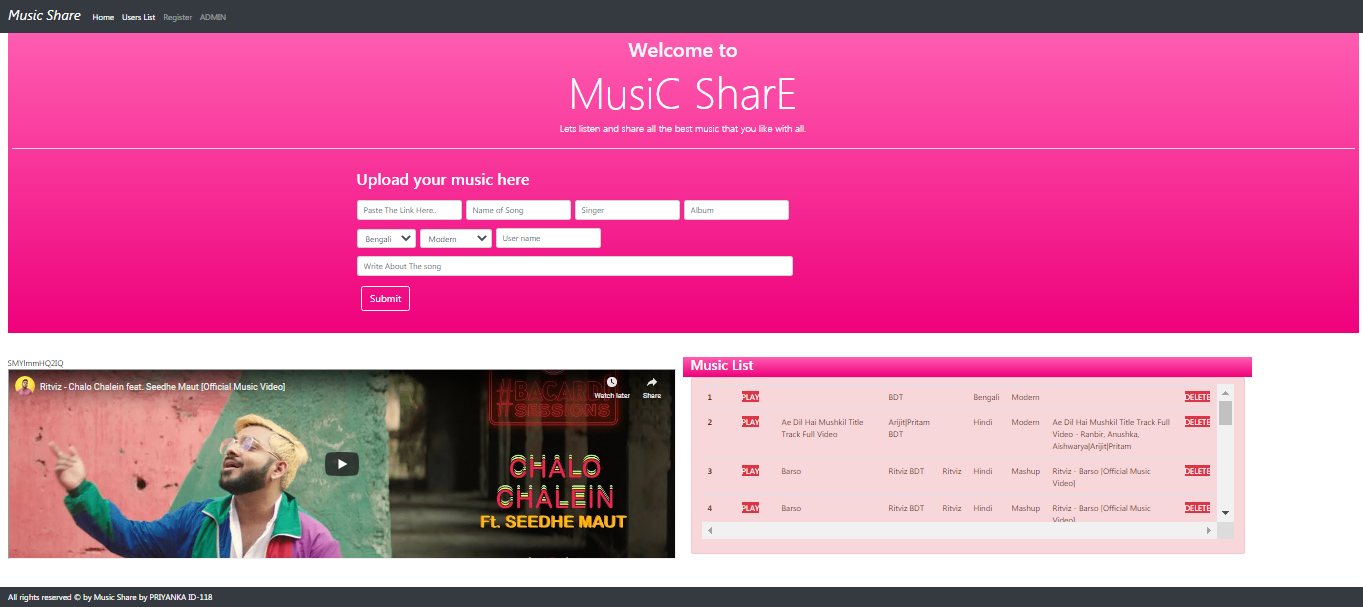 Music Share Home Users List Register ADMIN
Welcome to
MusiC SharE
Lets listen and share all the best music that you like with all.
Upload your music here
Paste The Link Here.. Name of Song Singer Album
Bengali Modern User name
Write About The song
Submit
SMYlmmHQ2IQ
Ritviz - Chalo Chalein feat. Seedhe Maut [Official Music Video]
Watch later Share
#BACARDI
#SESSIONS
CHALO
CHALEIN
Ft. SEEDHE MAUT
Music List
1 PLAY BDT Bengali Modern DELETE
2 PLAY Ae Dil Hai Mushkil Title Arijit|Pritam Hindi Modern Ae Dil Hai Mushkil Title Track Full DELETE
Track Full Video BDT Video - Ranbir, Anushka,
Aishwarya|Arijit|Pritam
3 PLAY Barso Ritviz BDT Ritviz Hindi Mashup Ritviz - Barso [Official Music DELETE
Video]
4 PLAY Barso Ritviz BDT Ritviz Hindi Mashup Ritviz - Barso [Official Music DELETE
Video]
All rights reserved © by Music Share by PRIYANKA ID-118